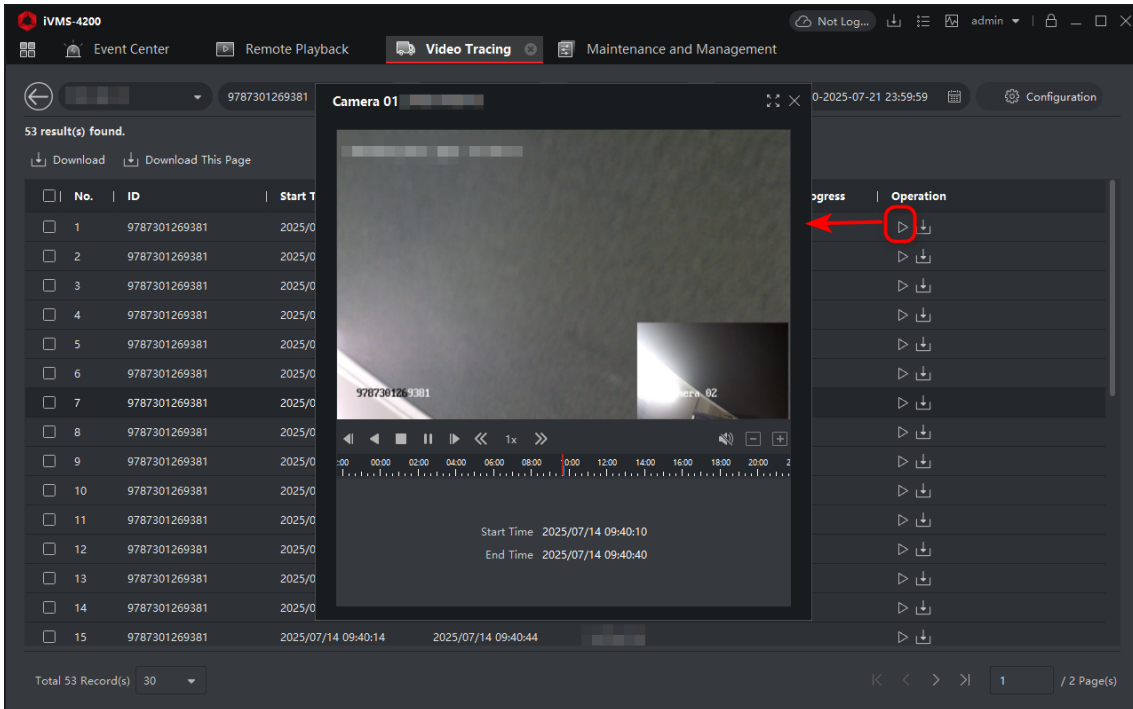 iVMS-4200
Not Log...
admin
Event Center
Remote Playback
Video Tracing
Maintenance and Management
9787301269381
0-2025-07-21 23:59:59
Configuration
53 result(s) found.
Download
Download This Page
Camera 01
No. ID Start T ogress Operation
1 9787301269381 2025/0
2 9787301269381 2025/0
3 9787301269381 2025/0
4 9787301269381 2025/0
5 9787301269381 2025/0
6 9787301269381 2025/0
7 9787301269381 2025/0
8 9787301269381 2025/0
9 9787301269381 2025/0
10 9787301269381 2025/0
11 9787301269381 2025/0
12 9787301269381 2025/0
13 9787301269381 2025/0
14 9787301269381 2025/0
15 9787301269381 2025/07/14 09:40:14 2025/07/14 09:40:44
9787301269381
02
1x
:00 00:00 02:00 04:00 06:00 08:00 10:00 12:00 14:00 16:00 18:00 20:00 2
Start Time 2025/07/14 09:40:10
End Time 2025/07/14 09:40:40
Total 53 Record(s) 30
1 / 2 Page(s)